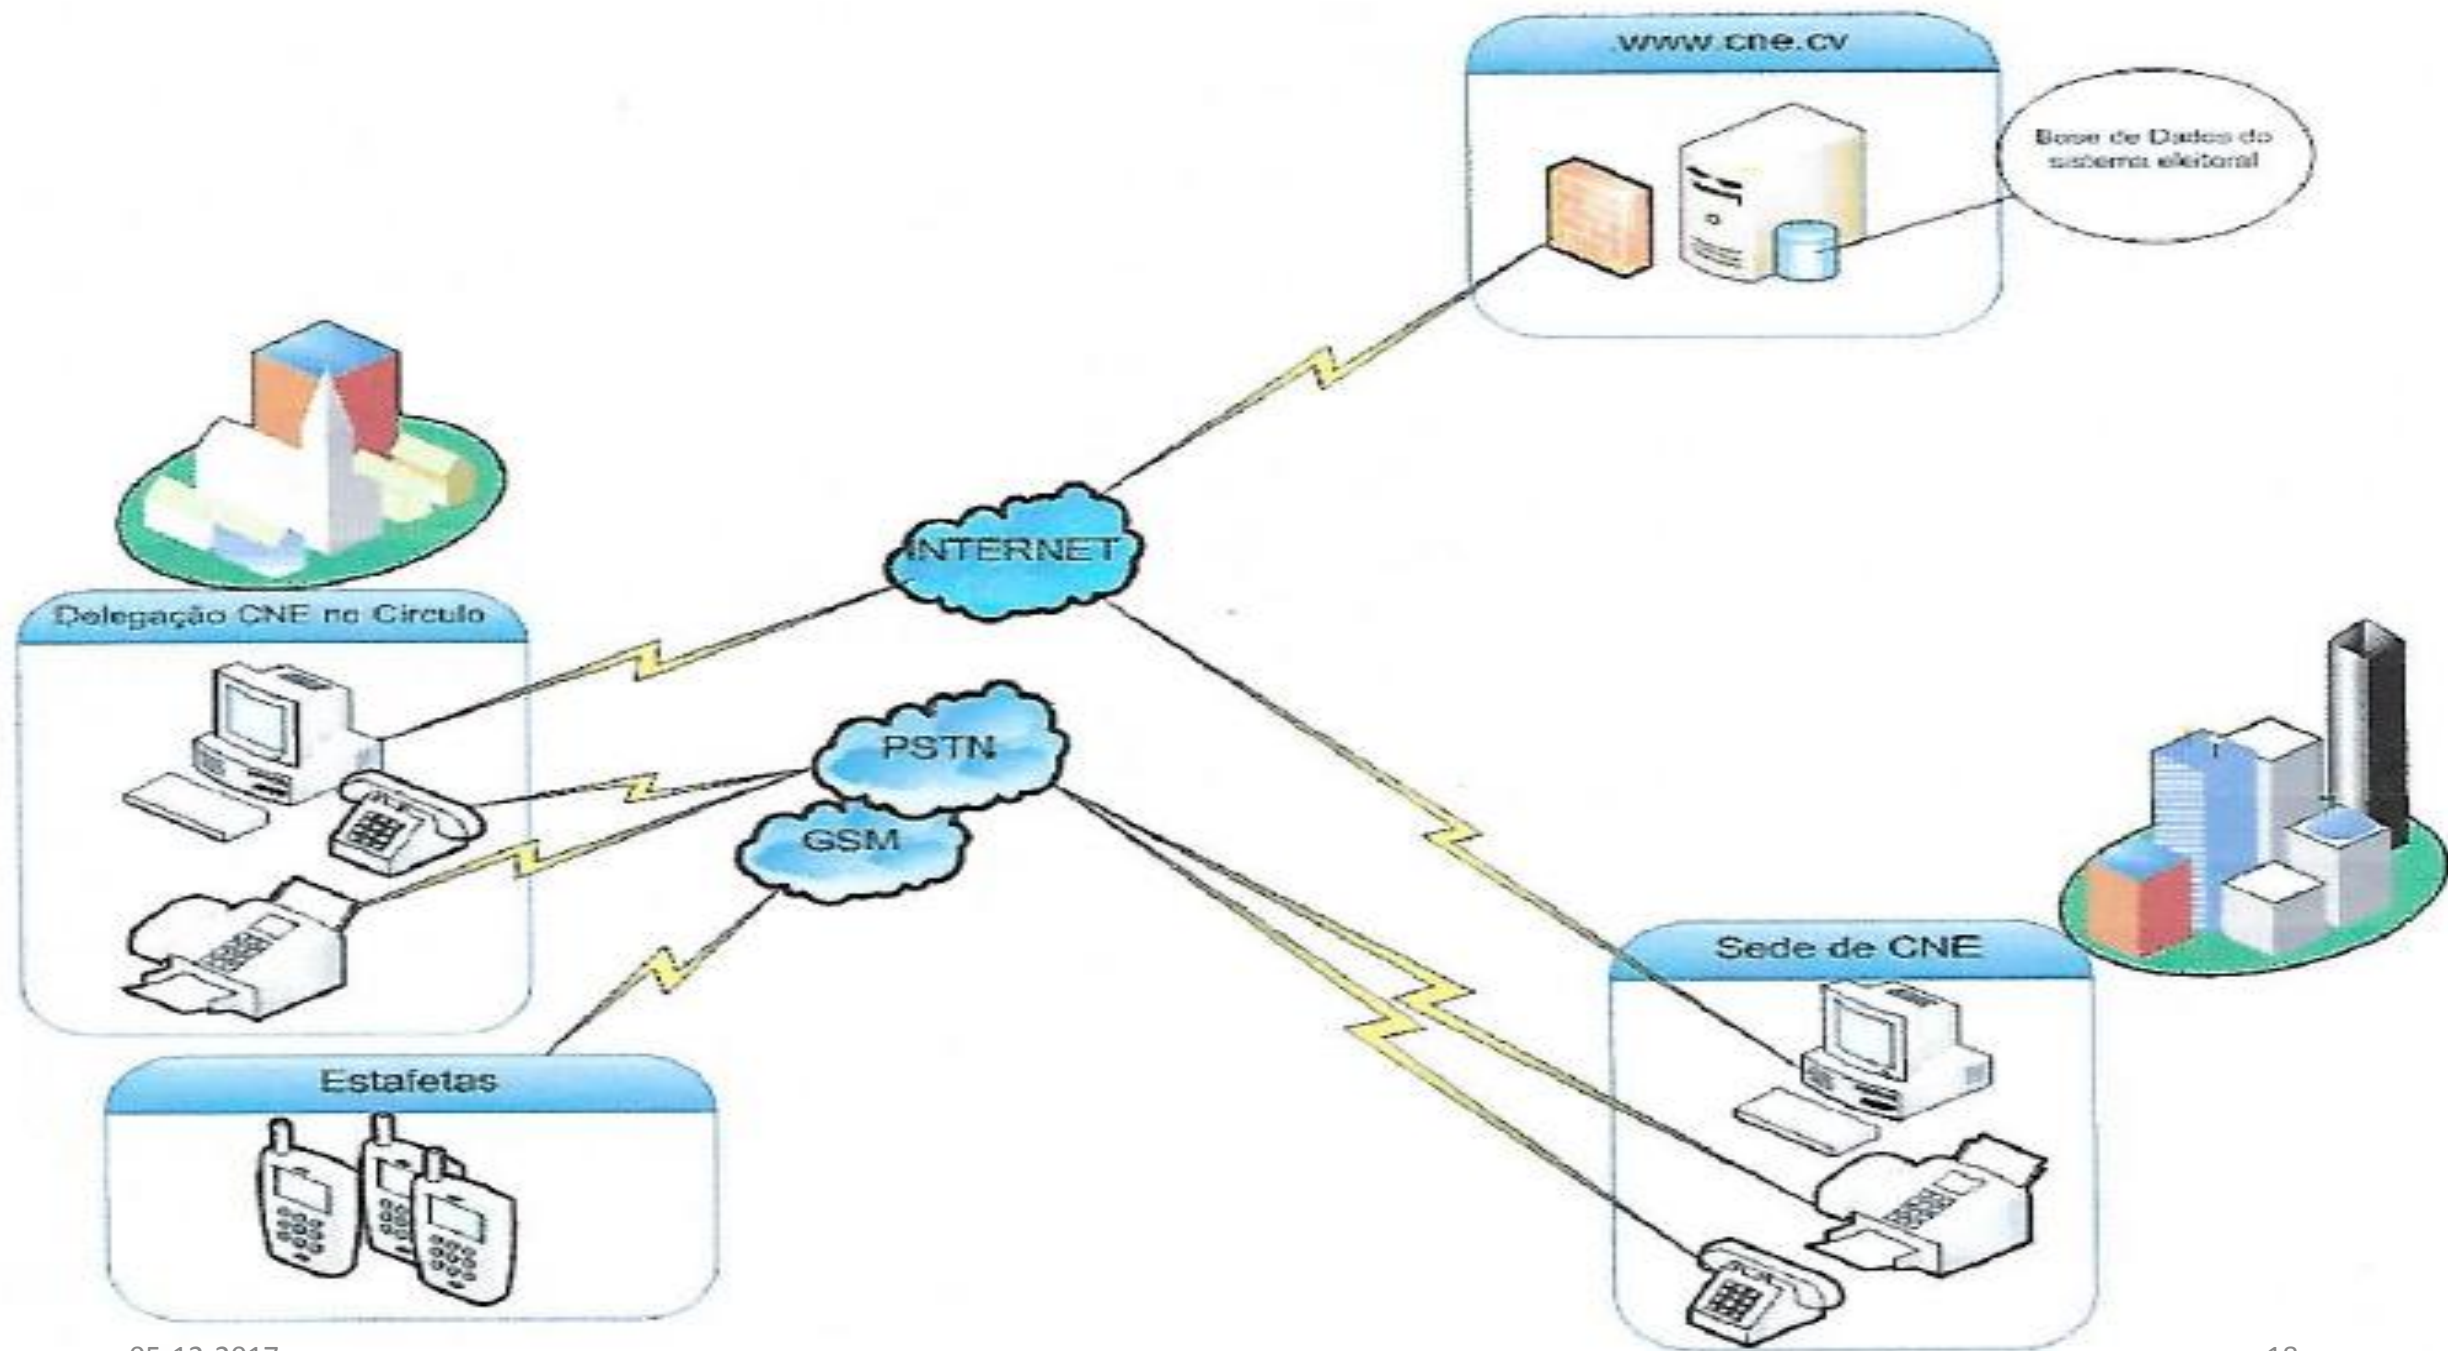 www.cne.cv
Base de Dados do
sistema eleitoral
INTERNET
Delegação CNE no Circulo
PSTN
GSM
Sede de CNE
Estafetas